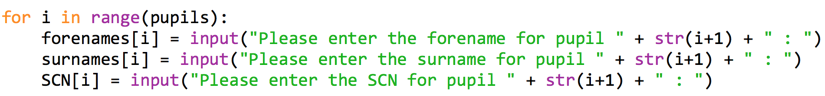 for i in range(pupils):
    forenames[i] = input("Please enter the forename for pupil " + str(i+1) + " : ")
    surnames[i] = input("Please enter the surname for pupil " + str(i+1) + " : ")
    SCN[i] = input("Please enter the SCN for pupil " + str(i+1) + " : ")